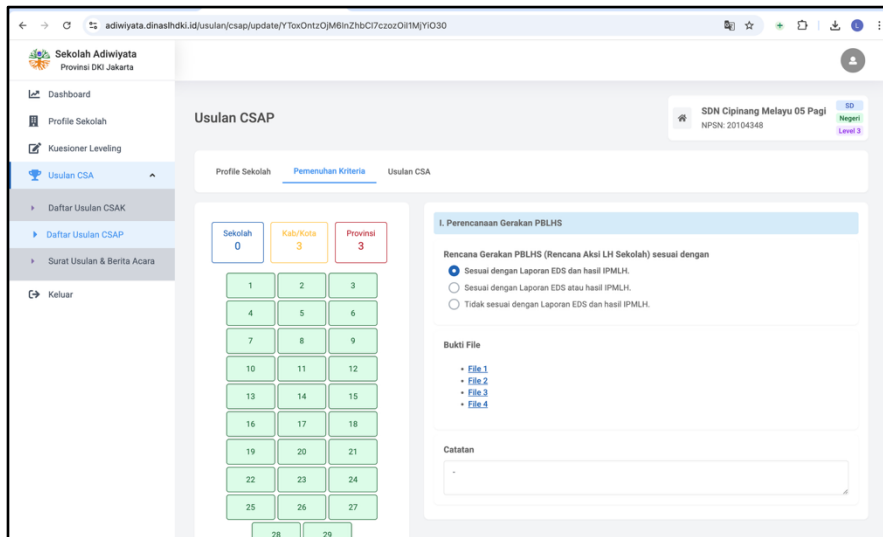 adiwiyata.dinaslhdki.id/usulan/csap/update/YToxOntzOjM6InZhbCI7czozOiI1MjYiO30
L
Sekolah Adiwiyata
Provinsi DKI Jakarta
Dashboard
Profile Sekolah
Kuesioner Leveling
Usulan CSA
Daftar Usulan CSAK
Daftar Usulan CSAP
Surat Usulan & Berita Acara
Keluar
Usulan CSAP
SDN Cipinang Melayu 05 Pagi
NPSN: 20104348
SD
Negeri
Level 3
Profile Sekolah
Pemenuhan Kriteria
Usulan CSA
Sekolah
0
Kab/Kota
3
Provinsi
3
1 2 3
4 5 6
7 8 9
10 11 12
13 14 15
16 17 18
19 20 21
22 23 24
25 26 27
28 29
I. Perencanaan Gerakan PBLHS
Rencana Gerakan PBLHS (Rencana Aksi LH Sekolah) sesuai dengan
Sesuai dengan Laporan EDS dan hasil IPMLH.
Sesuai dengan Laporan EDS atau hasil IPMLH.
Tidak sesuai dengan Laporan EDS dan hasil IPMLH.
Bukti File
File 1
File 2
File 3
File 4
Catatan
-